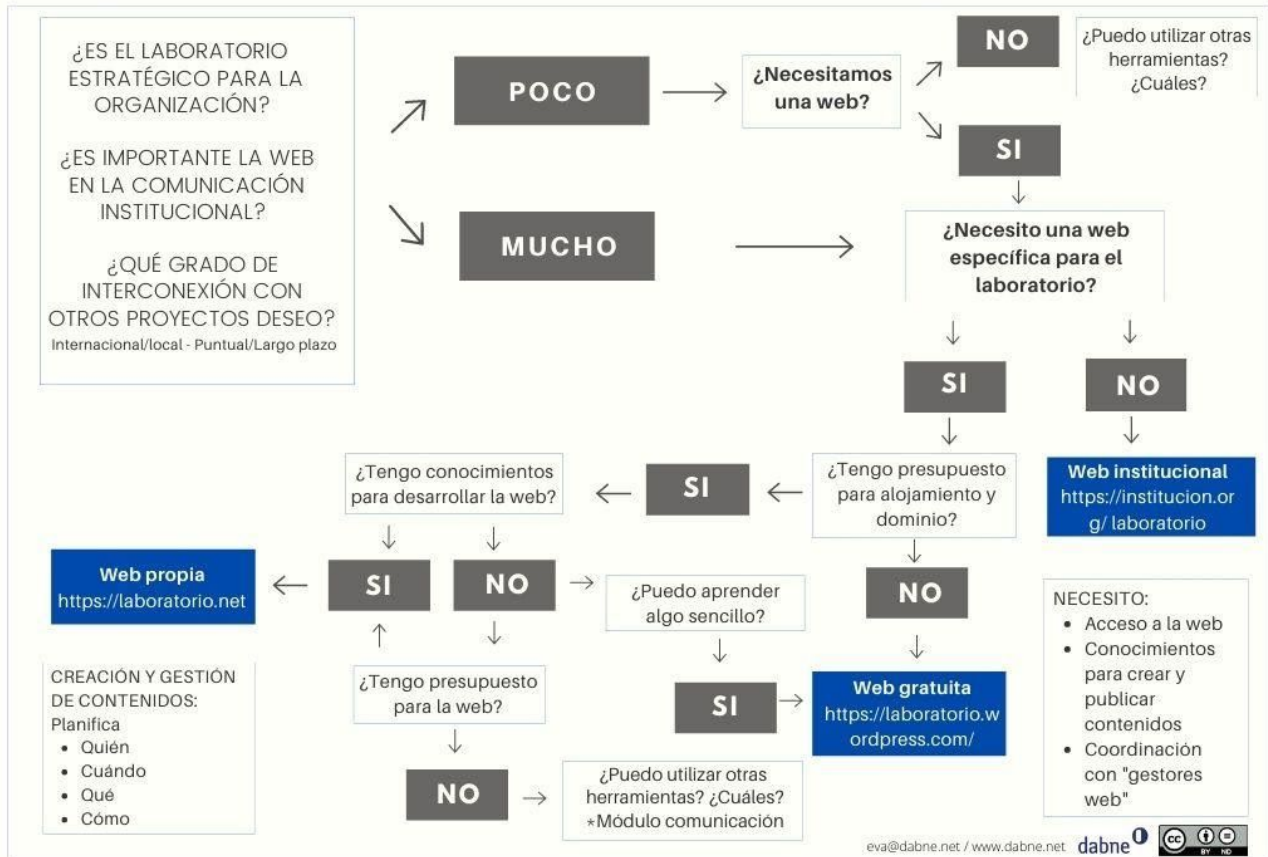 ¿ES EL LABORATORIO
ESTRATÉGICO PARA LA
ORGANIZACIÓN?
¿ES IMPORTANTE LA WEB
EN LA COMUNICACIÓN
INSTITUCIONAL?
¿QUÉ GRADO DE
INTERCONEXIÓN CON
OTROS PROYECTOS DESEO?
Internacional/local - Puntual/Largo plazo
POCO
MUCHO
¿Necesitamos
una web?
NO
¿Puedo utilizar otras
herramientas?
¿Cuáles?
SI
¿Necesito una web
específica para el
laboratorio?
SI
NO
Web institucional
https://institucion.or
g/ laboratorio
¿Tengo presupuesto
para alojamiento y
dominio?
SI
NO
¿Tengo conocimientos
para desarrollar la web?
SI
NO
Web propia
https://laboratorio.net
¿Puedo aprender
algo sencillo?
SI
Web gratuita
https://laboratorio.w
ordpress.com/
¿Tengo presupuesto
para la web?
NO
¿Puedo utilizar otras
herramientas? ¿Cuáles?
*Módulo comunicación
CREACIÓN Y GESTIÓN
DE CONTENIDOS:
Planifica
• Quién
• Cuándo
• Qué
• Cómo
NECESITO:
• Acceso a la web
• Conocimientos
para crear y
publicar
contenidos
• Coordinación
con "gestores
web"
eva@dabne.net / www.dabne.net
dabne
cc
BY ND